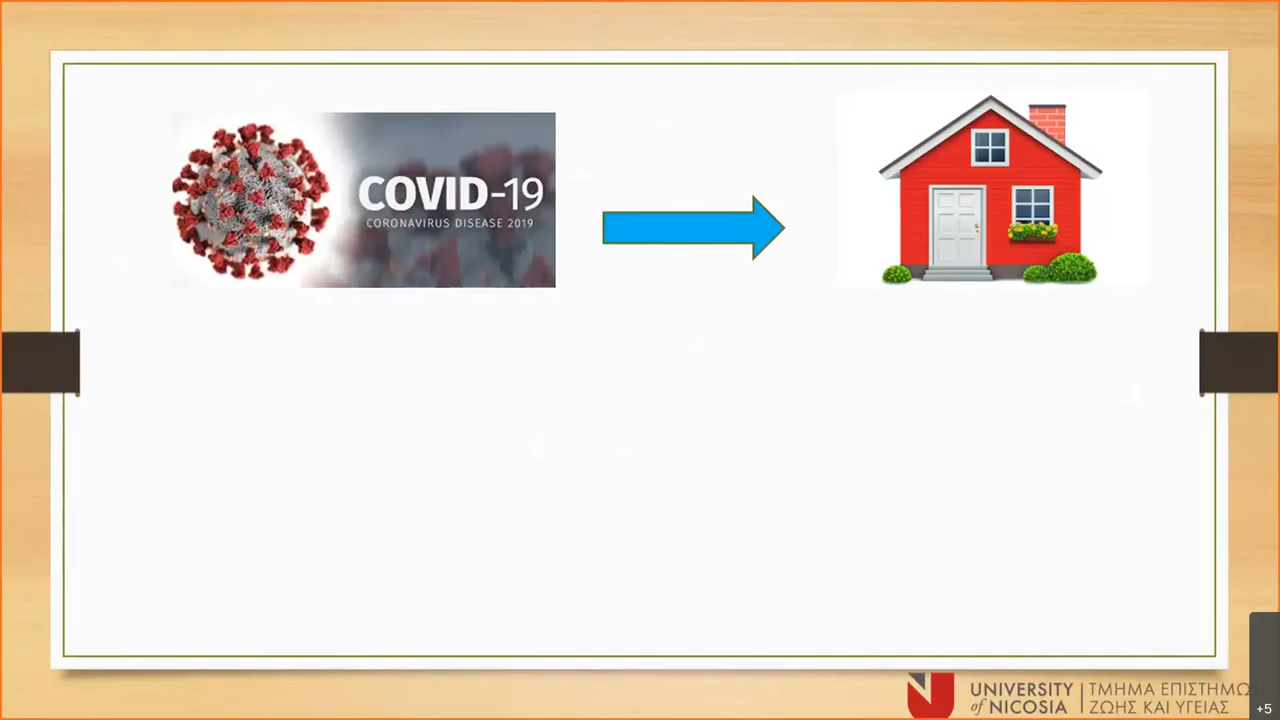 COVID-19
CORONAVIRUS DISEASE 2019
UNIVERSITY
of NICOSIA
ΤΜΗΜΑ ΕΠΙΣΤΗΜΩ
ΖΩΗΣ ΚΑΙ ΥΓΕΙΑΣ
+5